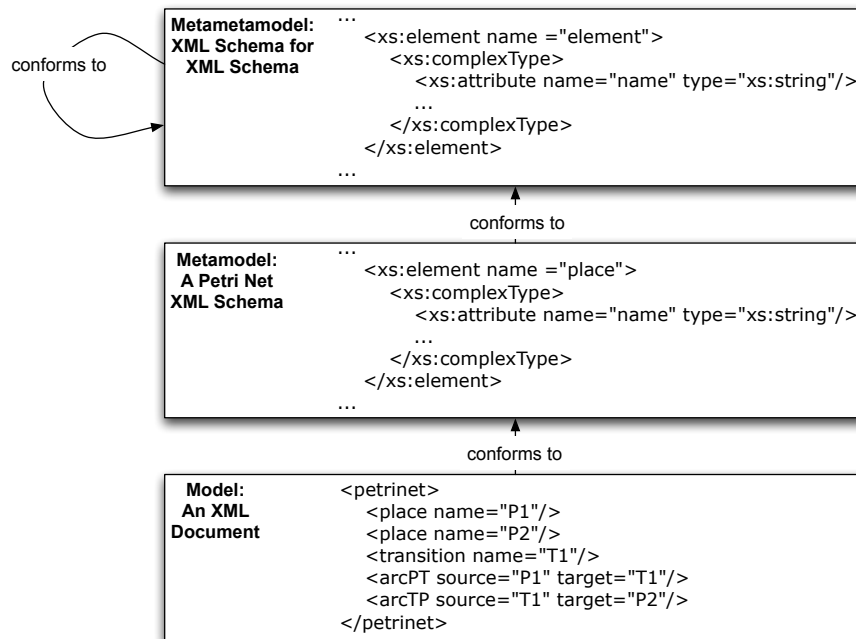 Metametamodel:
XML Schema for
XML Schema
...
<xs:element name ="element">
<xs:complexType>
<xs:attribute name="name" type="xs:string"/>
...
</xs:complexType>
</xs:element>
...
conforms to
conforms to
Metamodel:
A Petri Net
XML Schema
...
<xs:element name ="place">
<xs:complexType>
<xs:attribute name="name" type="xs:string"/>
...
</xs:complexType>
</xs:element>
...
conforms to
Model:
An XML
Document
<petrinet>
<place name="P1"/>
<place name="P2"/>
<transition name="T1"/>
<arcPT source="P1" target="T1"/>
<arcTP source="T1" target="P2"/>
</petrinet>